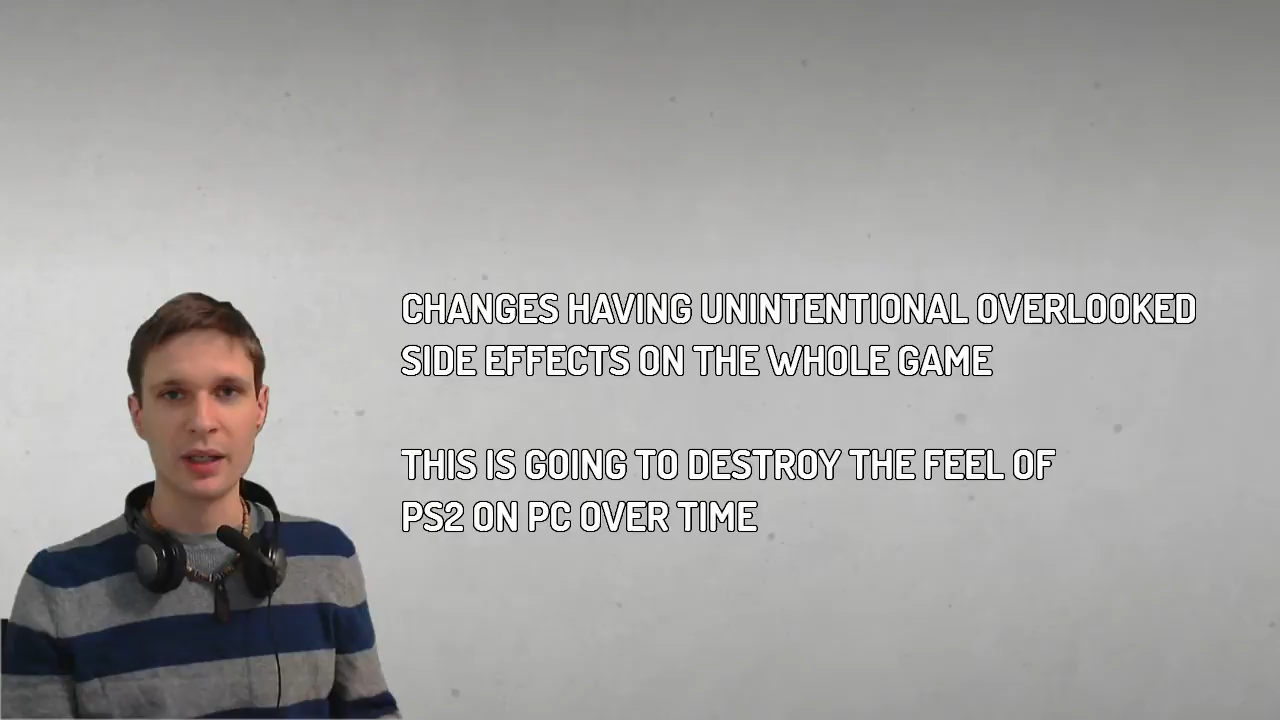 CHANGES HAVING UNINTENTIONAL OVERLOOKED
SIDE EFFECTS ON THE WHOLE GAME
THIS IS GOING TO DESTROY THE FEEL OF
PS2 ON PC OVER TIME